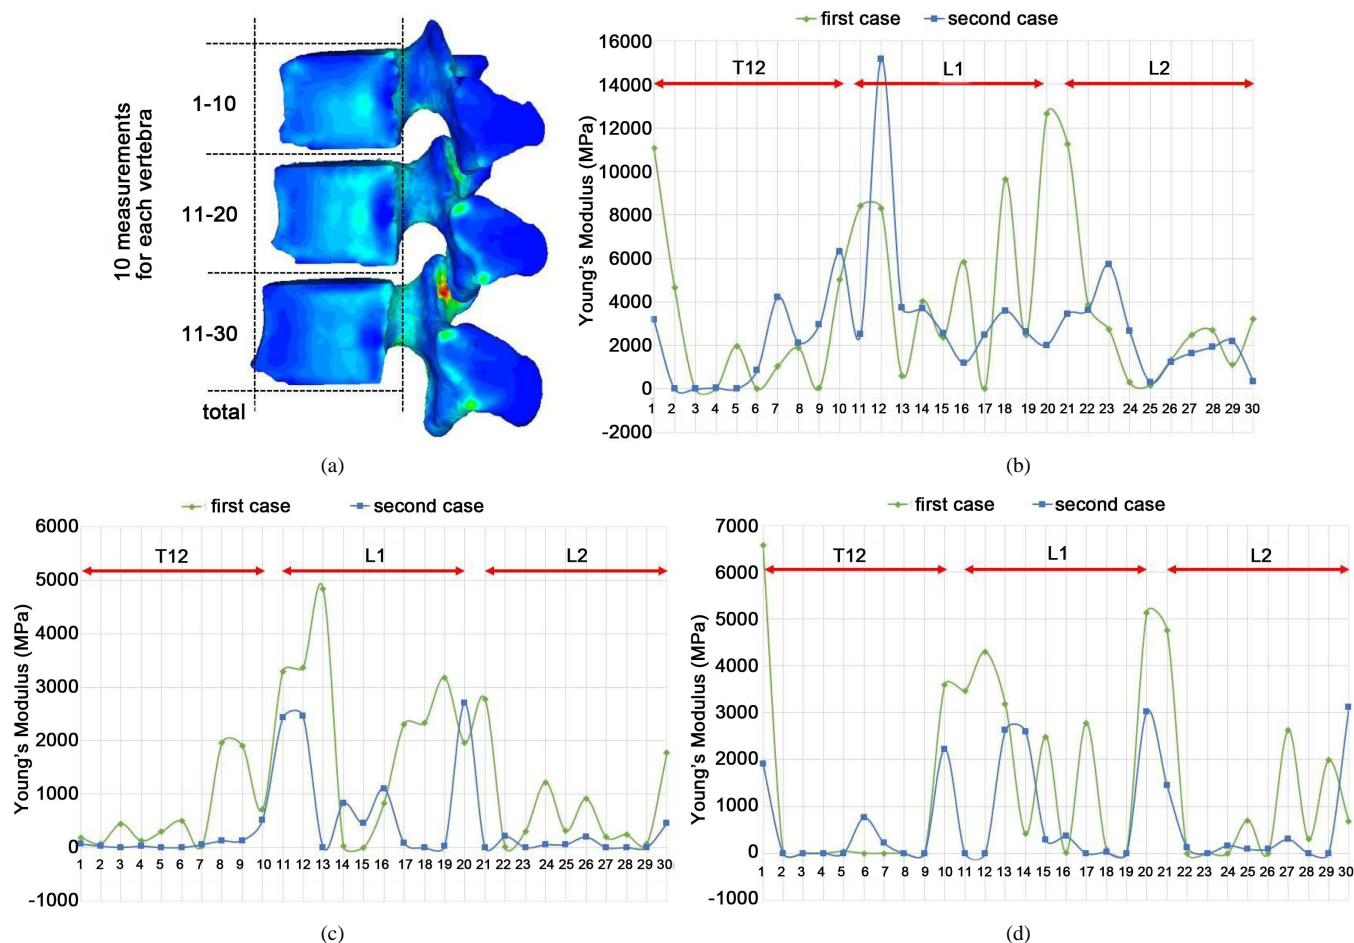 10 measurements
for each vertebra
1-10
11-20
11-30
total
(a)
first case
second case
Young's Modulus (MPa)
16000
14000
12000
10000
8000
6000
4000
2000
0
-2000
T12
L1
L2
1 2 3 4 5 6 7 8 9 10 11 12 13 14 15 16 17 18 19 20 21 22 23 24 25 26 27 28 29 30
(b)
first case
second case
Young's Modulus (MPa)
6000
5000
4000
3000
2000
1000
0
-1000
T12
L1
L2
1 2 3 4 5 6 7 8 9 10 11 12 13 14 15 16 17 18 19 20 21 22 23 24 25 26 27 28 29 30
(c)
first case
second case
Young's Modulus (MPa)
7000
6000
5000
4000
3000
2000
1000
0
-1000
T12
L1
L2
1 2 3 4 5 6 7 8 9 10 11 12 13 14 15 16 17 18 19 20 21 22 23 24 25 26 27 28 29 30
(d)